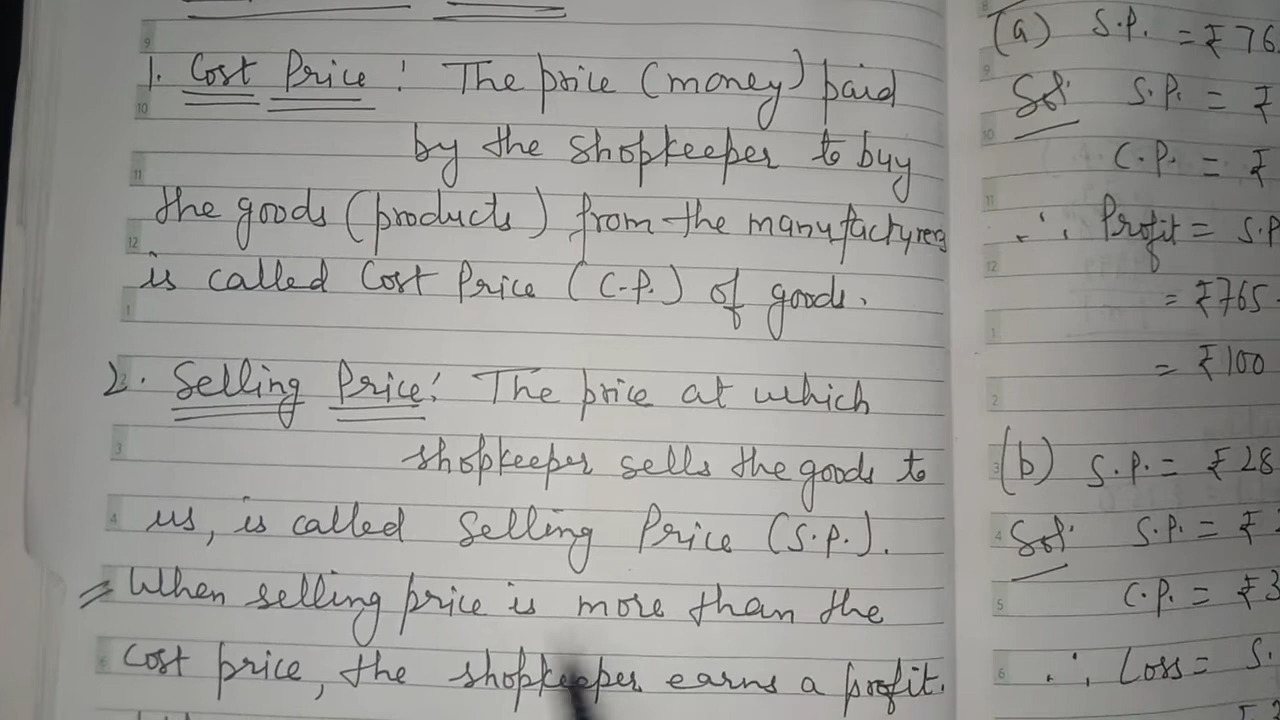 1. Cost Price : The price (money) paid
by the shopkeeper to buy
the goods (products) from the manufacturers
is called Cost Price (C.P.) of goods.
2. Selling Price : The price at which
shopkeeper sells the goods to
us, is called Selling Price (S.P.).
⇒ When selling price is more than the
cost price, the shopkeeper earns a profit.
(a) S.P. = ₹76
Sol. S.P. = ₹
C.P. = ₹
∴ Profit = S.P
= ₹765
= ₹100
(b) S.P. = ₹28
Sol. S.P. = ₹
C.P. = ₹3
∴ Loss = S.